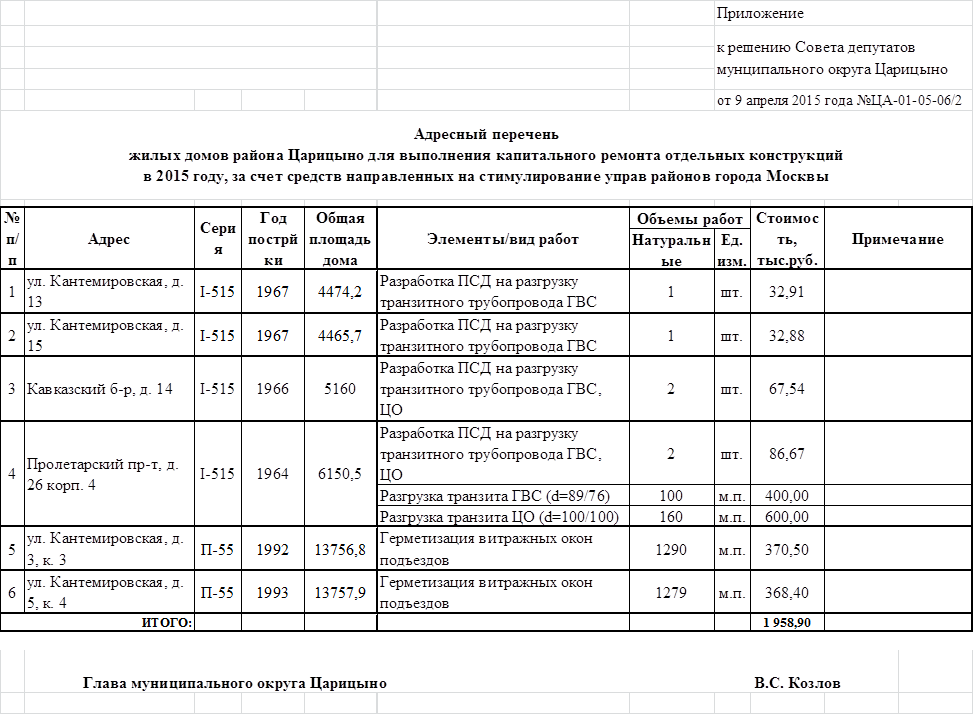 Приложение
к решению Совета депутатов
мунципального округа Царицыно
от 9 апреля 2015 года №ЦА-01-05-06/2
Адресный перечень
жилых домов района Царицыно для выполнения капитального ремонта отдельных конструкций
в 2015 году, за счет средств направленных на стимулирование управ районов города Москвы
№ п/п Адрес Серия Год пострйки Общая площадь дома Элементы/вид работ Объемы работ Стоимость, тыс.руб. Примечание
Натуральные Ед. изм.
1 ул. Кантемировская, д. 13 I-515 1967 4474,2 Разработка ПСД на разгрузку транзитного трубопровода ГВС 1 шт. 32,91
2 ул. Кантемировская, д. 15 I-515 1967 4465,7 Разработка ПСД на разгрузку транзитного трубопровода ГВС 1 шт. 32,88
3 Кавказский б-р, д. 14 I-515 1966 5160 Разработка ПСД на разгрузку транзитного трубопровода ГВС, ЦО 2 шт. 67,54
4 Пролетарский пр-т, д. 26 корп. 4 I-515 1964 6150,5 Разработка ПСД на разгрузку транзитного трубопровода ГВС, ЦО 2 шт. 86,67
Разгрузка транзита ГВС (d=89/76) 100 м.п. 400,00
Разгрузка транзита ЦО (d=100/100) 160 м.п. 600,00
5 ул. Кантемировская, д. 3, к. 3 П-55 1992 13756,8 Герметизация витражных окон подъездов 1290 м.п. 370,50
6 ул. Кантемировская, д. 5, к. 4 П-55 1993 13757,9 Герметизация витражных окон подъездов 1279 м.п. 368,40
ИТОГО: 1 958,90
Глава муниципального округа Царицыно В.С. Козлов